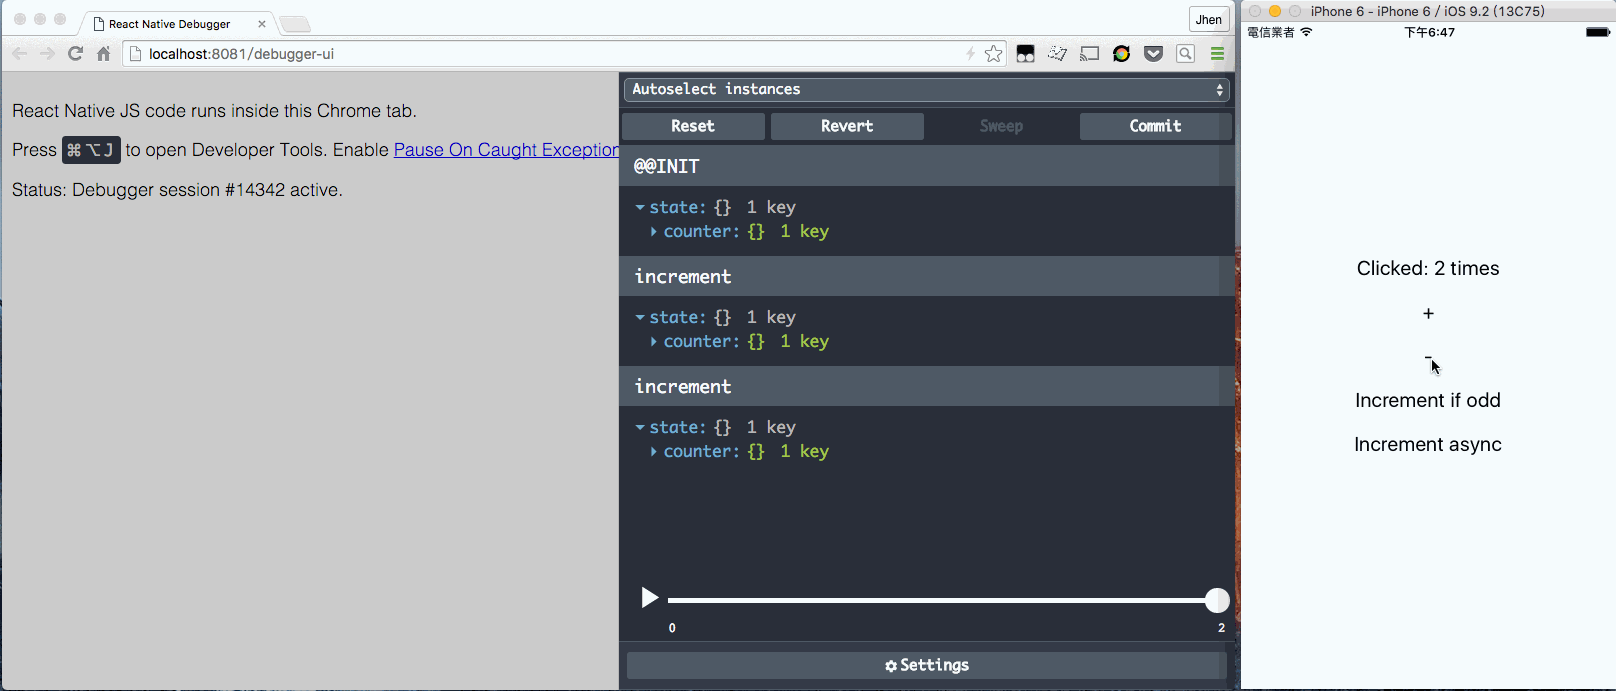 React Native Debugger
Jhen
localhost:8081/debugger-ui
React Native JS code runs inside this Chrome tab.
Press ⌘⌥J to open Developer Tools. Enable Pause On Caught Exception
Status: Debugger session #14342 active.
Autoselect instances
Reset Revert Sweep Commit
@@INIT
state: {} 1 key
counter: {} 1 key
increment
state: {} 1 key
counter: {} 1 key
increment
state: {} 1 key
counter: {} 1 key
0 2
Settings
iPhone 6 - iPhone 6 / iOS 9.2 (13C75)
電信業者 下午6:47
Clicked: 2 times
+
-
Increment if odd
Increment async